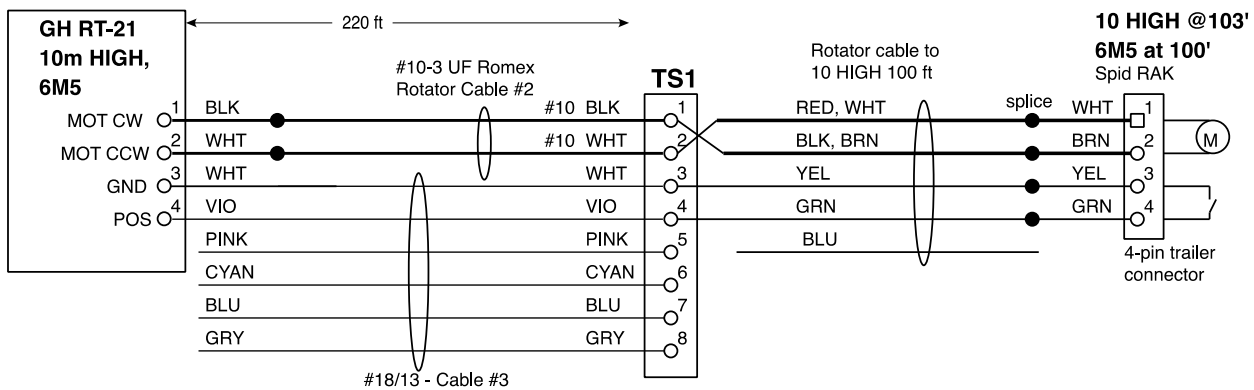 GH RT-21
10m HIGH,
6M5
220 ft
#10-3 UF Romex
Rotator Cable #2
TS1
Rotator cable to
10 HIGH 100 ft
10 HIGH @103'
6M5 at 100'
Spid RAK
MOT CW 1 BLK #10 BLK 1 RED, WHT splice WHT 1
MOT CCW 2 WHT #10 WHT 2 BLK, BRN BRN 2 M
GND 3 WHT WHT 3 YEL YEL 3
POS 4 VIO VIO 4 GRN GRN 4
PINK PINK 5 BLU
CYAN CYAN 6
BLU BLU 7
GRY GRY 8
4-pin trailer
connector
#18/13 - Cable #3